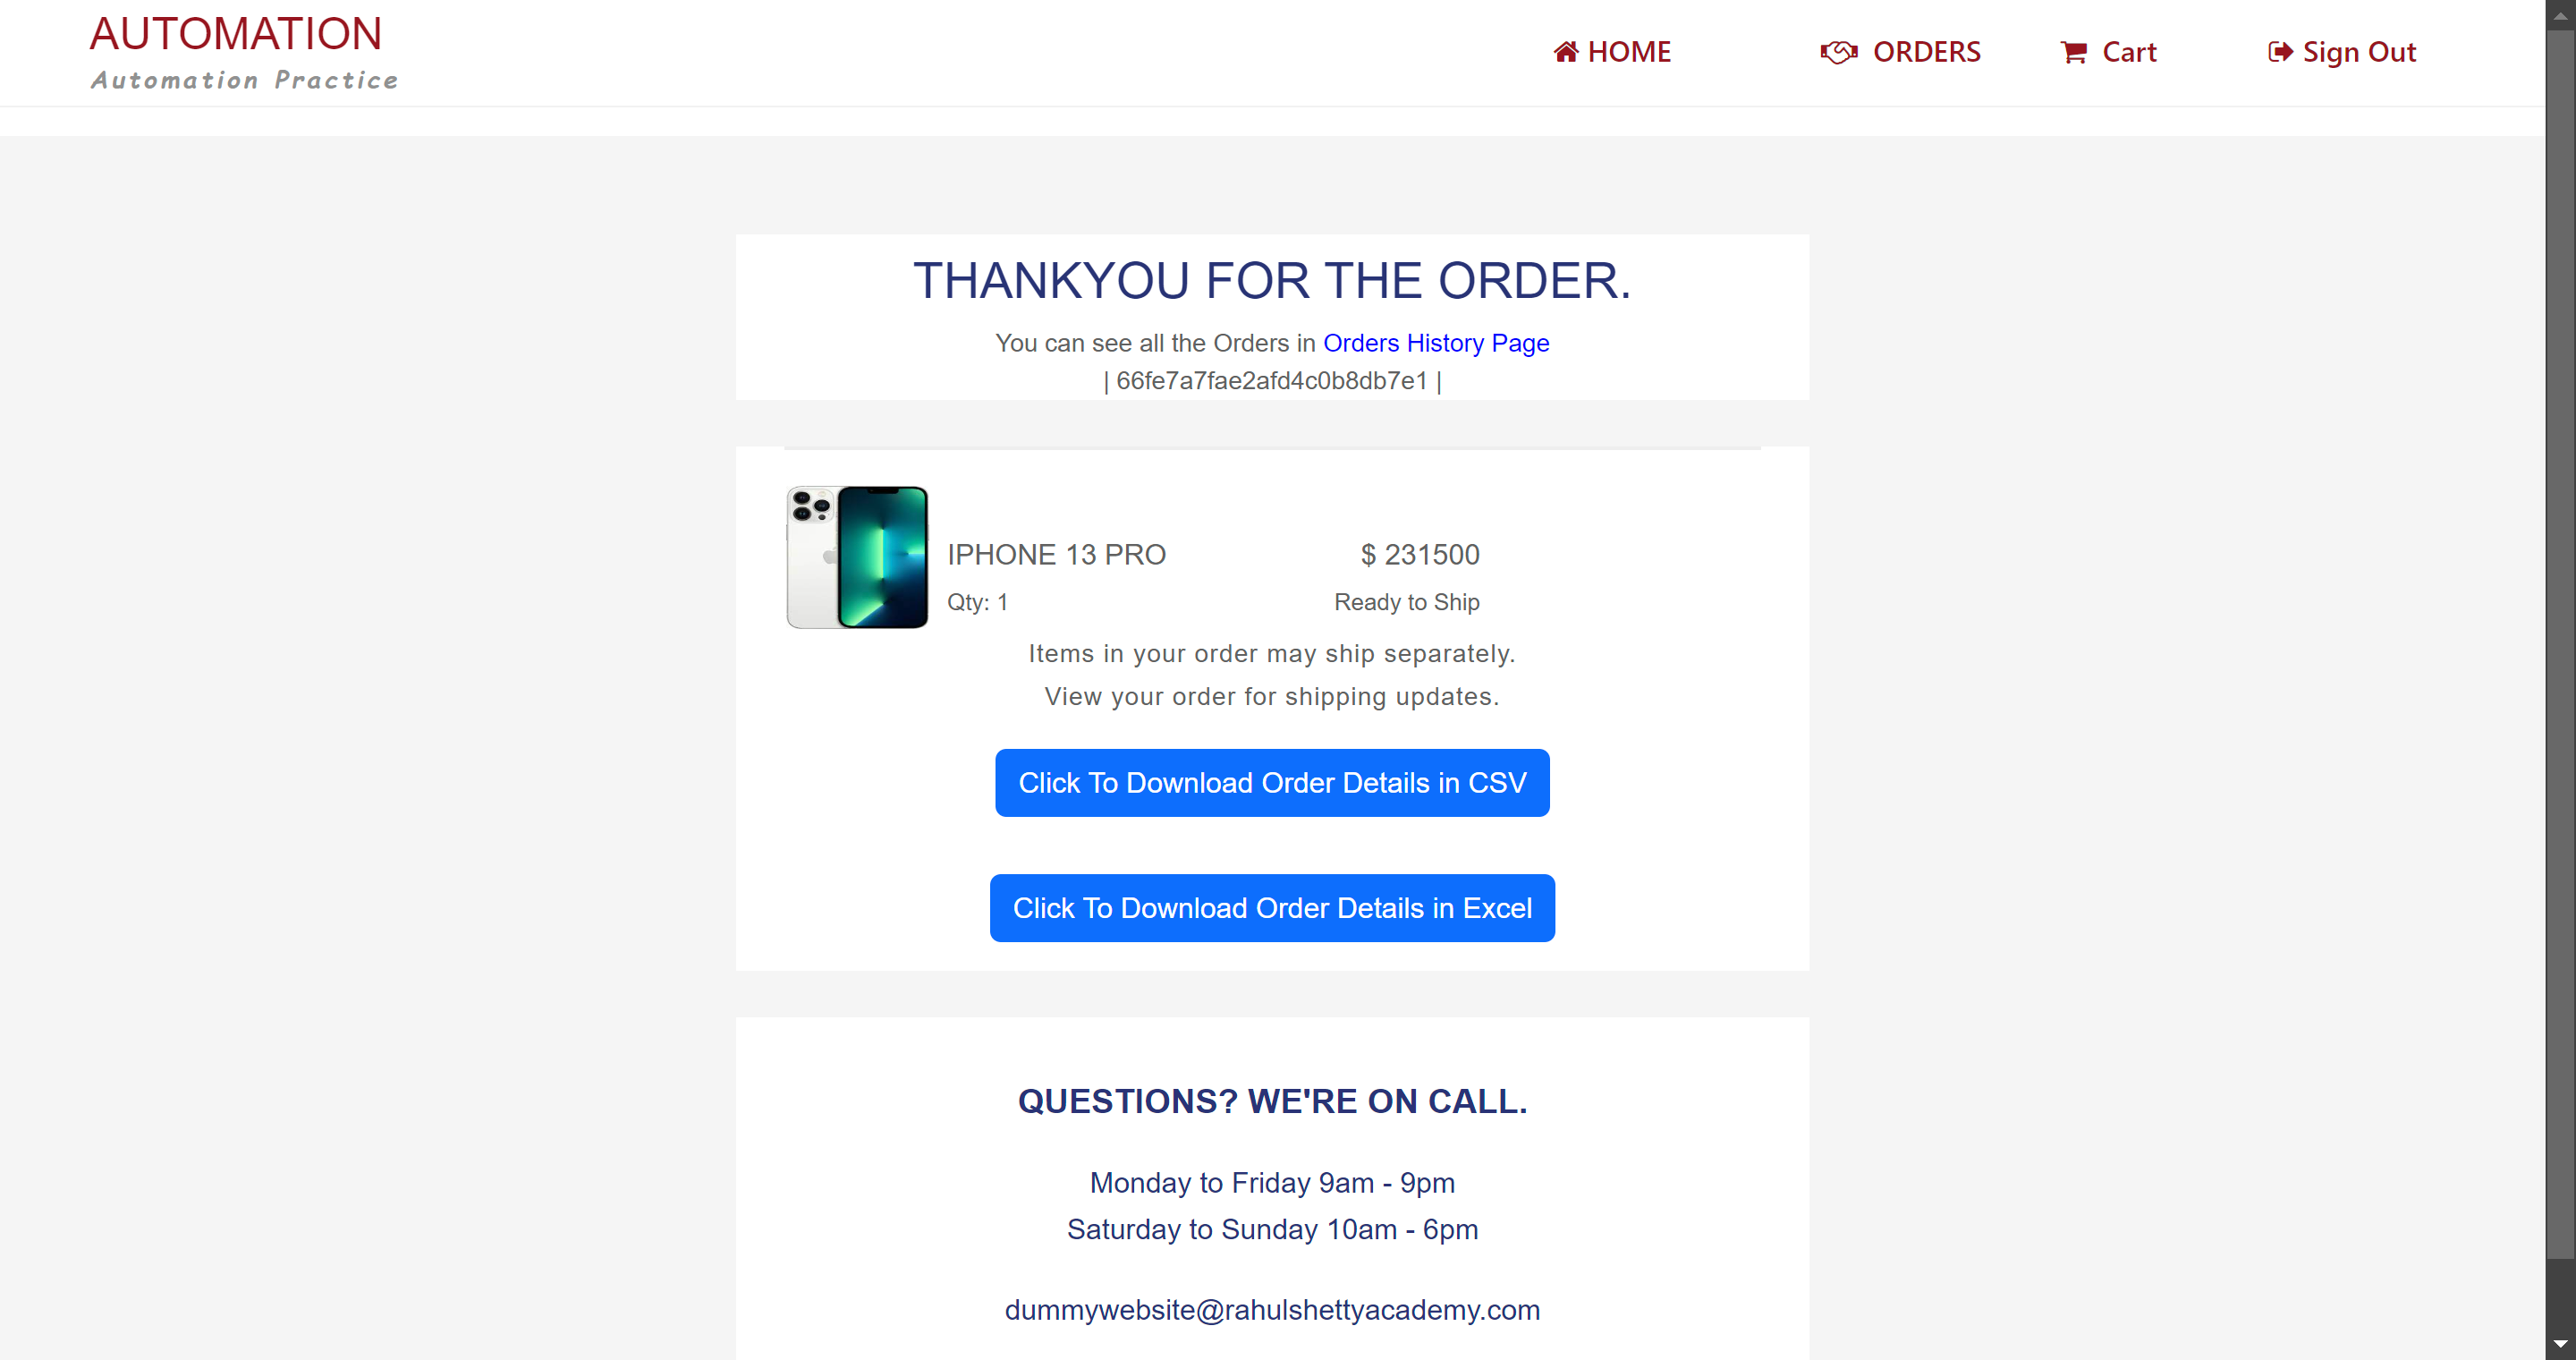 AUTOMATION
Automation Practice
HOME
ORDERS
Cart
Sign Out
THANKYOU FOR THE ORDER.
You can see all the Orders in Orders History Page
| 66fe7a7fae2afd4c0b8db7e1 |
IPHONE 13 PRO
$ 231500
Qty: 1
Ready to Ship
Items in your order may ship separately.
View your order for shipping updates.
Click To Download Order Details in CSV
Click To Download Order Details in Excel
QUESTIONS? WE'RE ON CALL.
Monday to Friday 9am - 9pm
Saturday to Sunday 10am - 6pm
dummywebsite@rahulshettyacademy.com